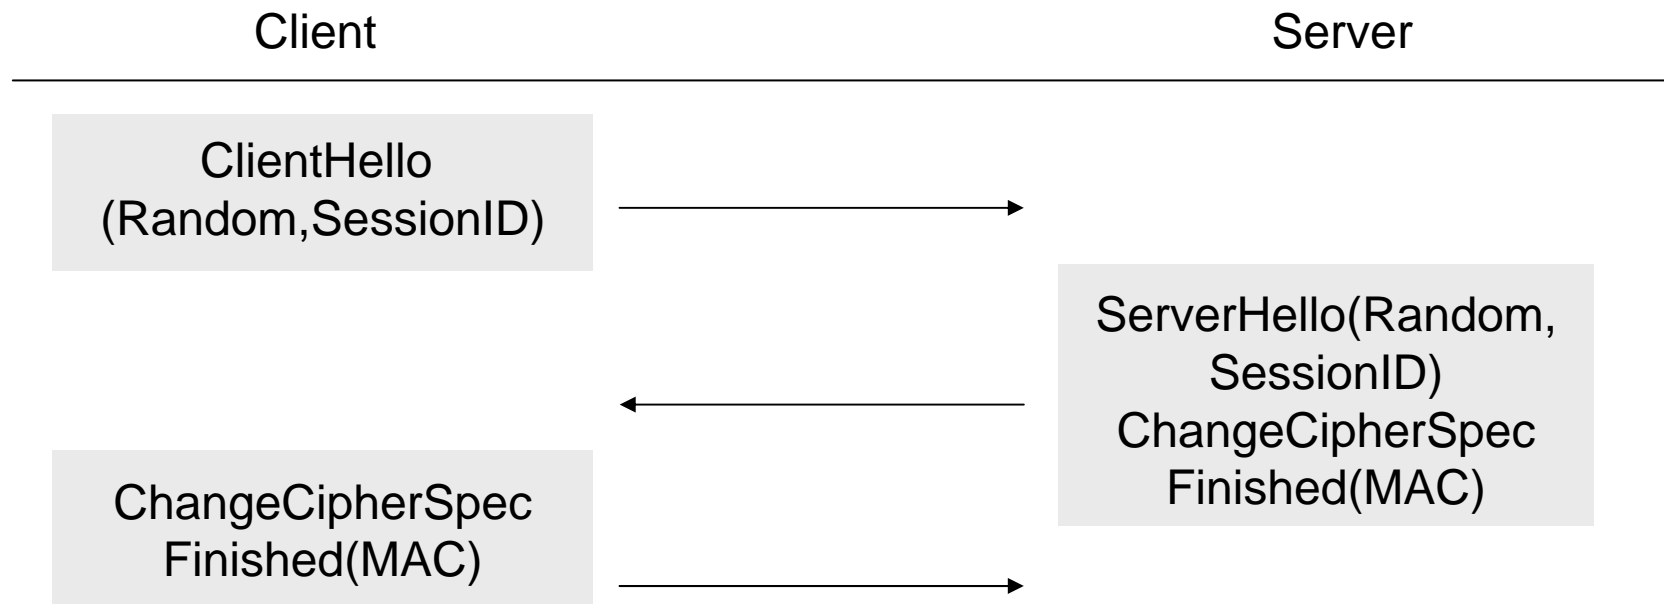 Client
Server
ClientHello
(Random,SessionID)
ServerHello(Random,
SessionID)
ChangeCipherSpec
Finished(MAC)
ChangeCipherSpec
Finished(MAC)